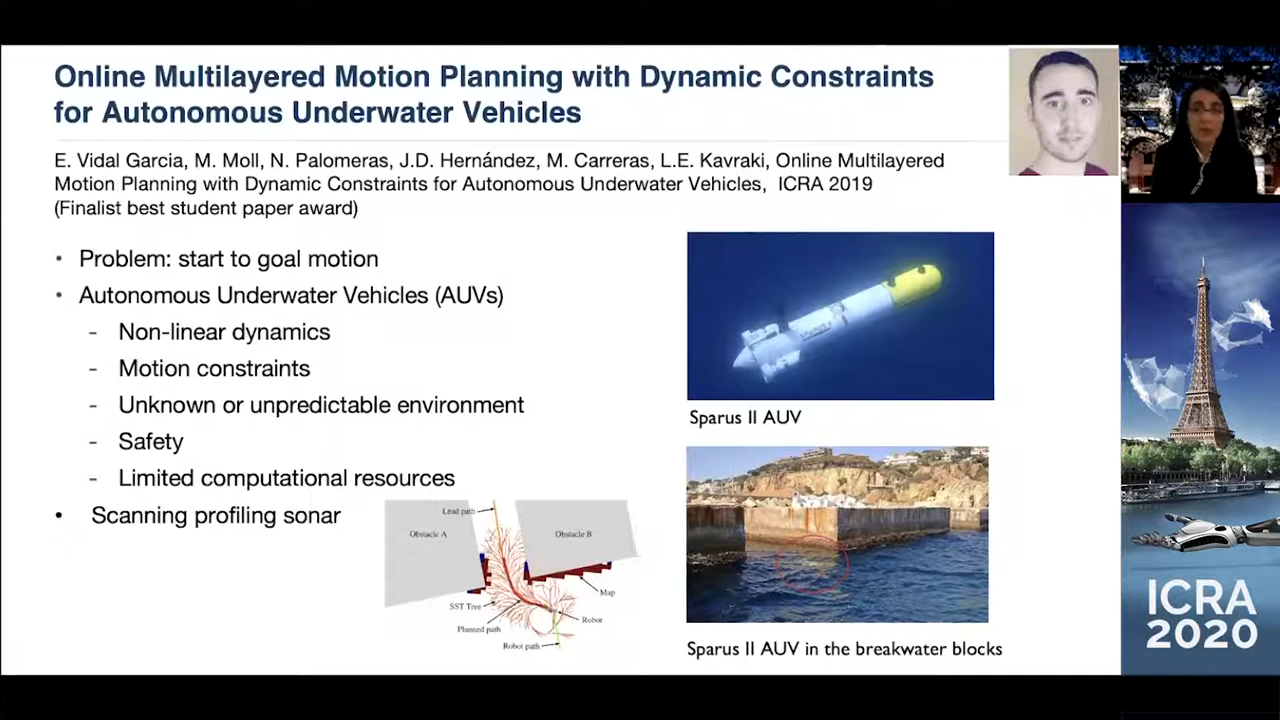 Online Multilayered Motion Planning with Dynamic Constraints
for Autonomous Underwater Vehicles
E. Vidal Garcia, M. Moll, N. Palomeras, J.D. Hernández, M. Carreras, L.E. Kavraki, Online Multilayered
Motion Planning with Dynamic Constraints for Autonomous Underwater Vehicles, ICRA 2019
(Finalist best student paper award)
• Problem: start to goal motion
• Autonomous Underwater Vehicles (AUVs)
- Non-linear dynamics
- Motion constraints
- Unknown or unpredictable environment
- Safety
- Limited computational resources
• Scanning profiling sonar
Lead path
Obstacle A
Obstacle B
Map
SST Tree
Robot
Planned path
Robot path
Sparus II AUV
Sparus II AUV in the breakwater blocks
ICRA
2020